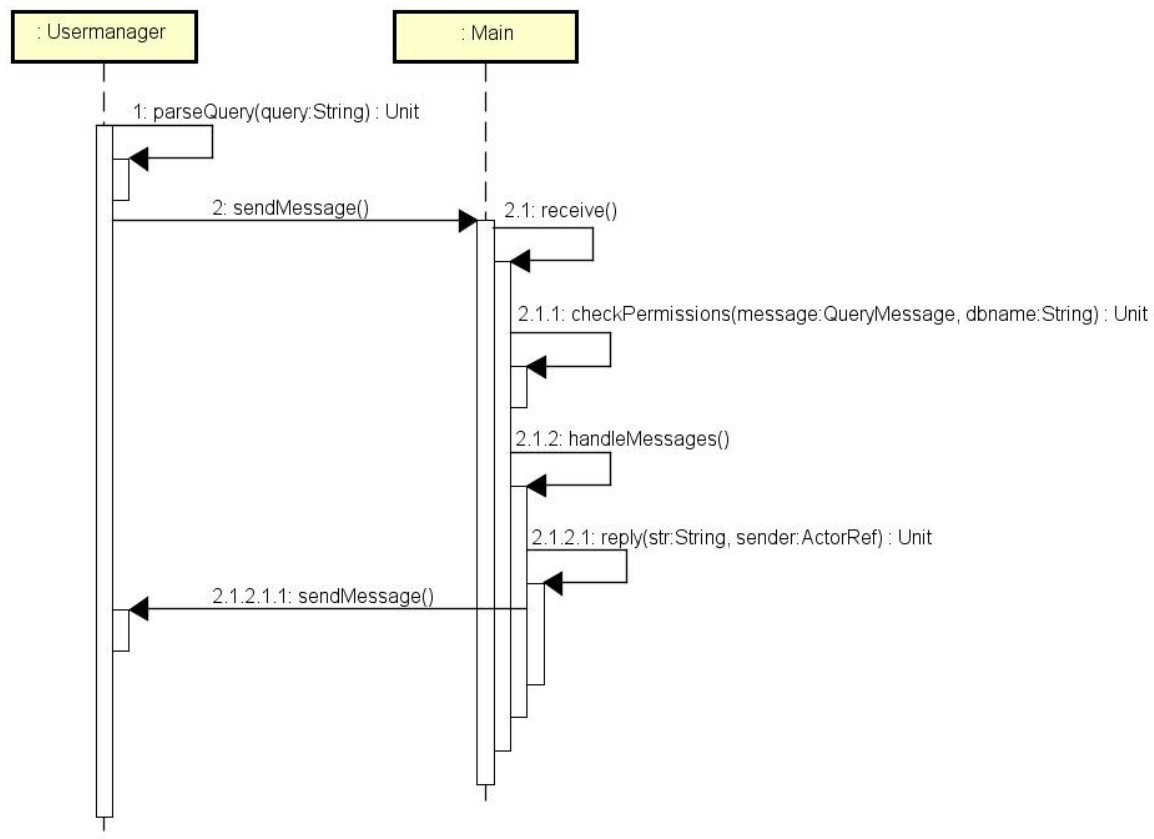 : Usermanager
: Main
1: parseQuery(query:String) : Unit
2: sendMessage()
2.1: receive()
2.1.1: checkPermissions(message:QueryMessage, dbname:String) : Unit
2.1.2: handleMessages()
2.1.2.1: reply(str:String, sender:ActorRef) : Unit
2.1.2.1.1: sendMessage()